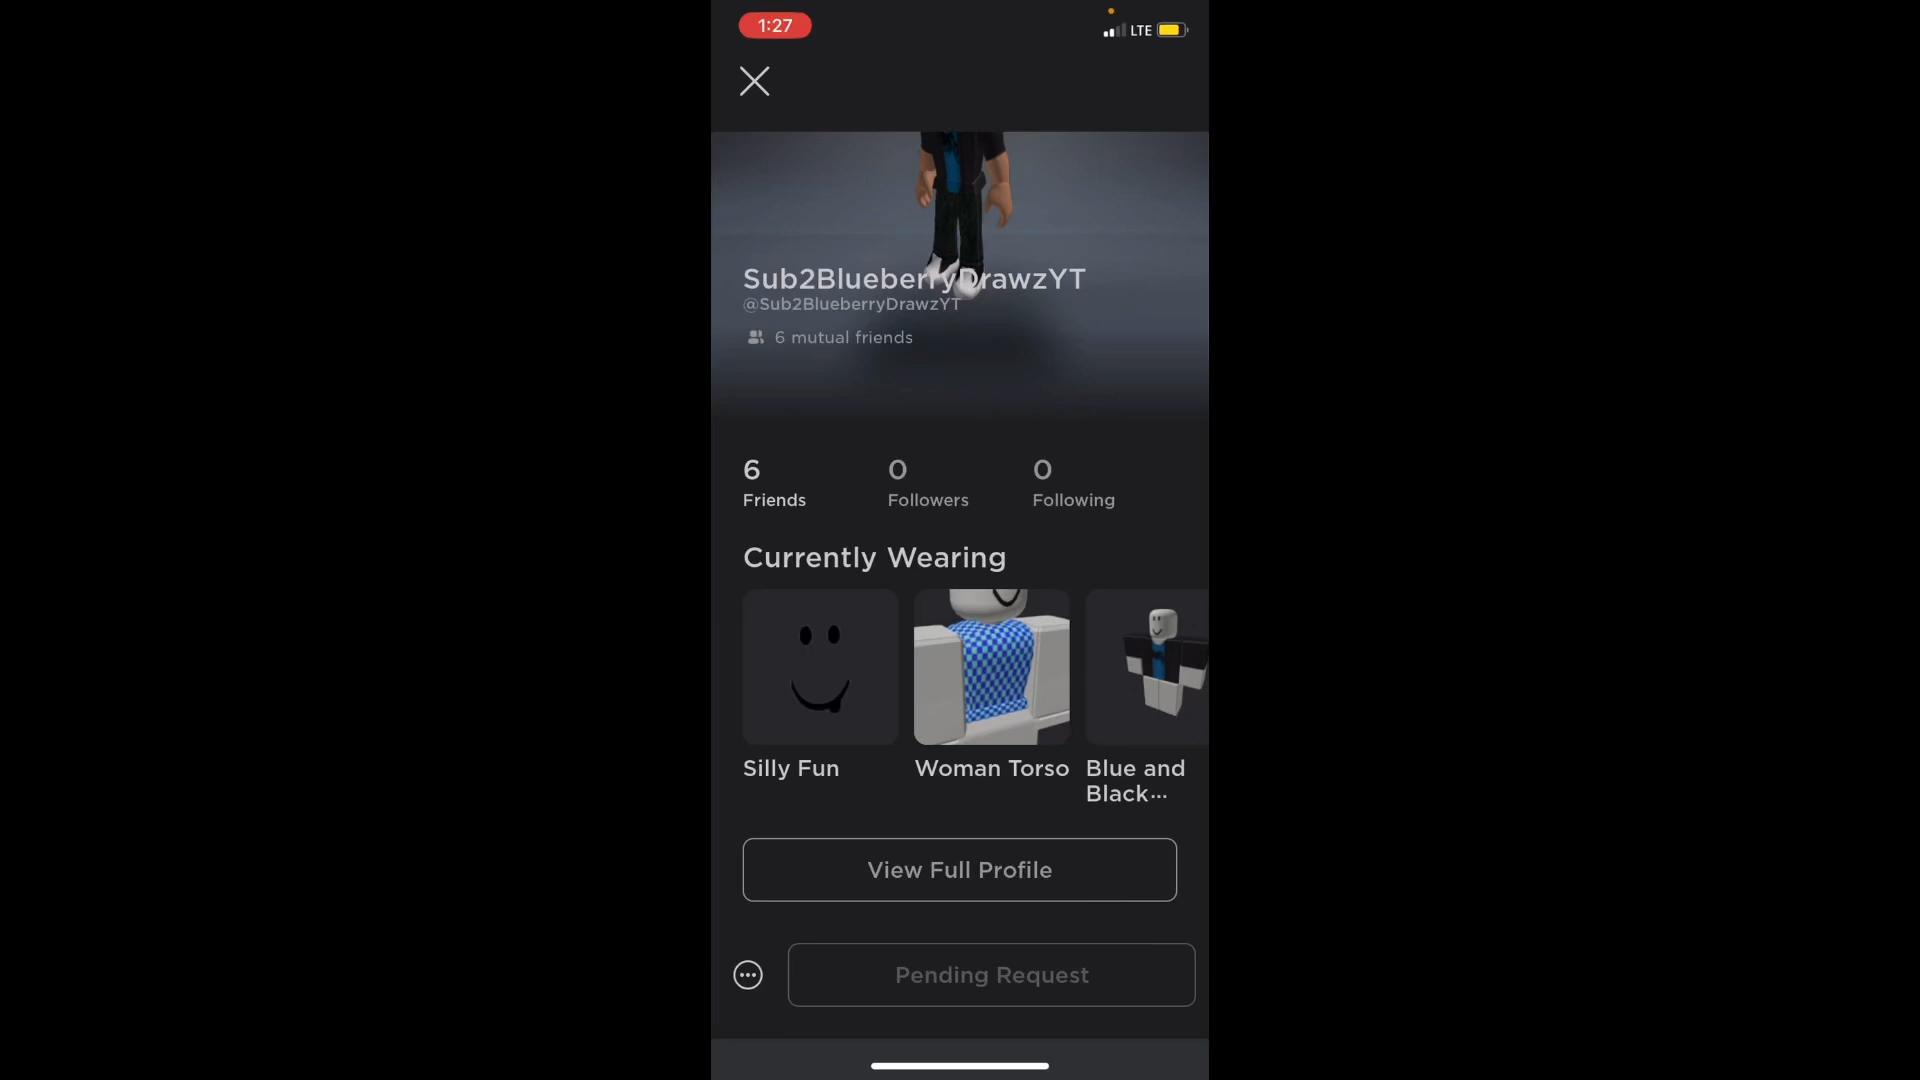 1:27
LTE
Sub2BlueberryDrawzYT
@Sub2BlueberryDrawzYT
6 mutual friends
6 0 0
Friends Followers Following
Currently Wearing
Silly Fun Woman Torso Blue and
Black...
View Full Profile
Pending Request